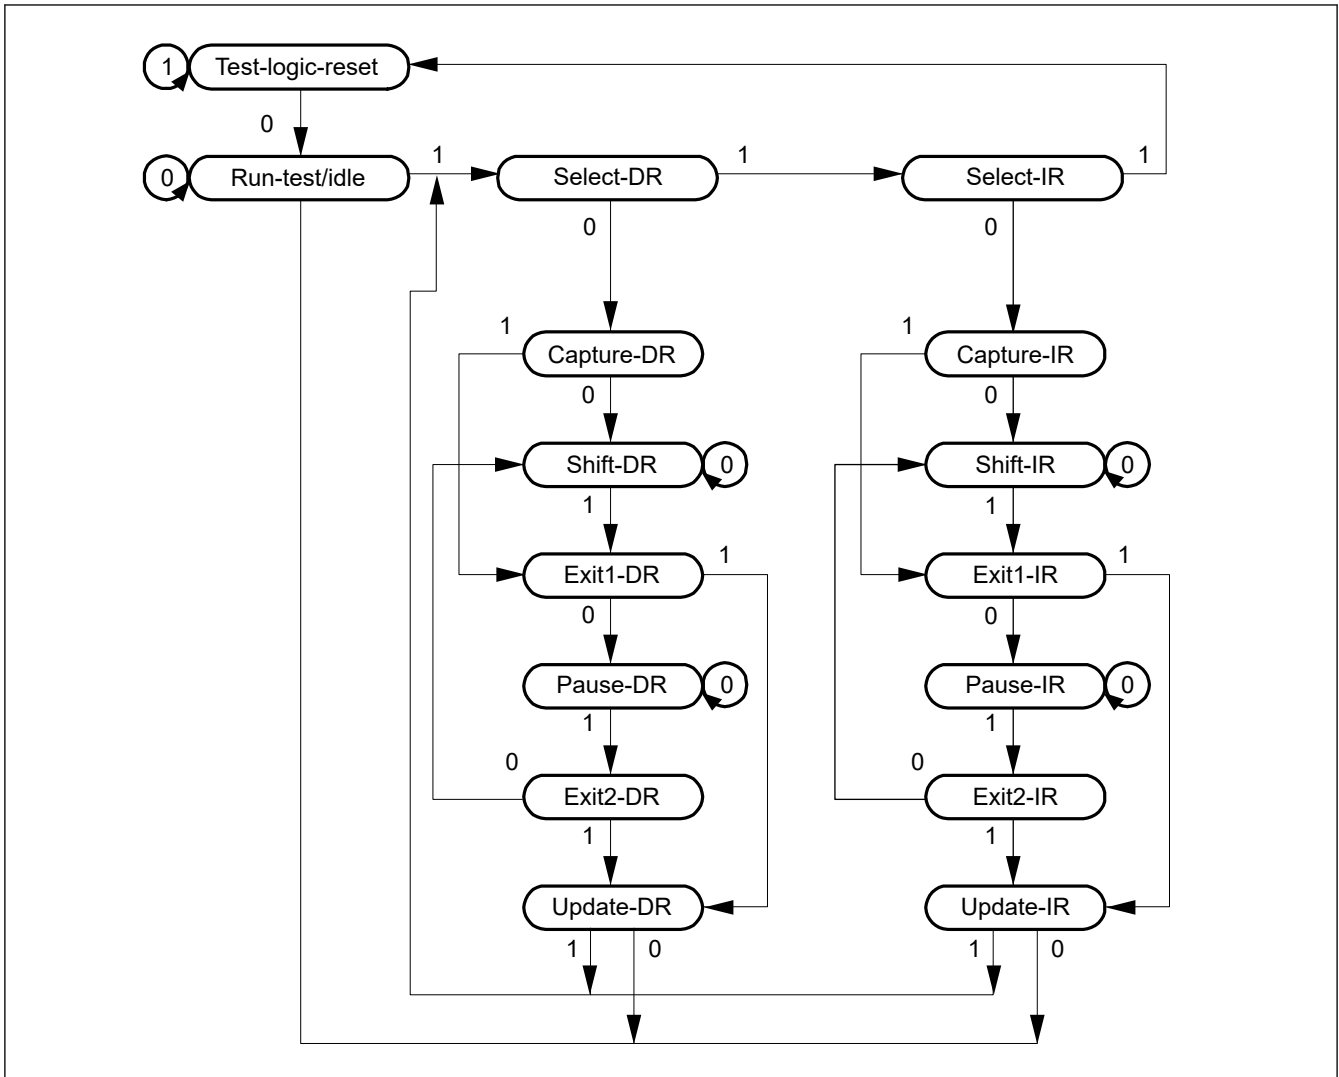 1 Test-logic-reset
0
0 Run-test/idle 1 Select-DR 1 Select-IR 1
0 0
1 1
Capture-DR Capture-IR
0 0
Shift-DR 0 Shift-IR 0
1 1
Exit1-DR 1 Exit1-IR 1
0 0
Pause-DR 0 Pause-IR 0
1 1
0 0
Exit2-DR Exit2-IR
1 1
Update-DR Update-IR
1 0 1 0